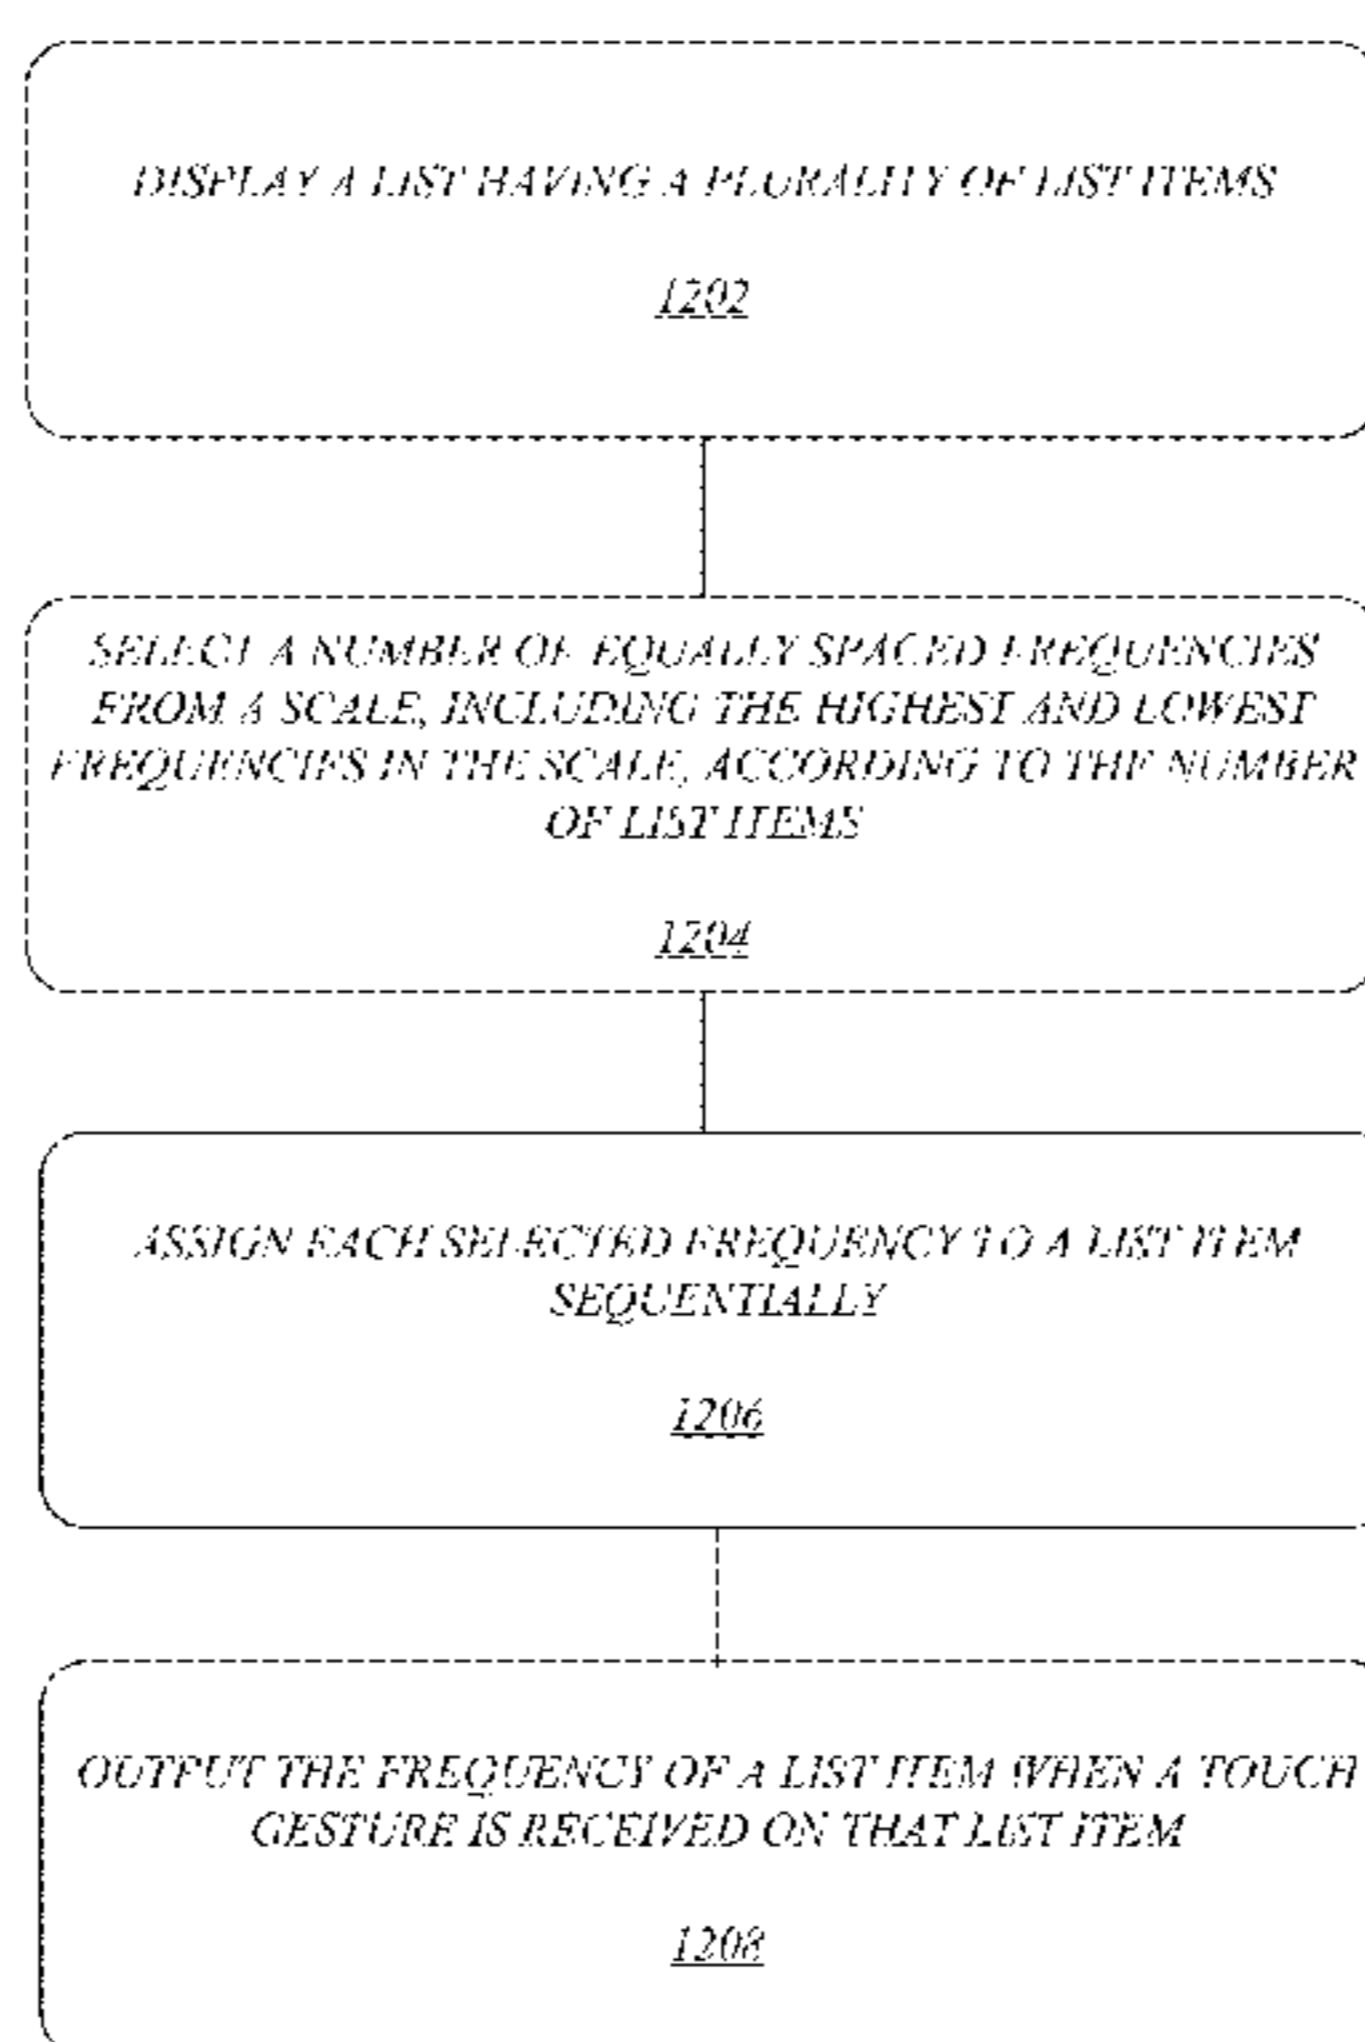 DISPLAY A LIST HAVING A PLURALITY OF LIST ITEMS
1202
SELECT A NUMBER OF EQUALLY SPACED FREQUENCIES
FROM A SCALE, INCLUDING THE HIGHEST AND LOWEST
FREQUENCIES IN THE SCALE, ACCORDING TO THE NUMBER
OF LIST ITEMS
1204
ASSIGN EACH SELECTED FREQUENCY TO A LIST ITEM
SEQUENTIALLY
1206
OUTPUT THE FREQUENCY OF A LIST ITEM WHEN A TOUCH
GESTURE IS RECEIVED ON THAT LIST ITEM
1208